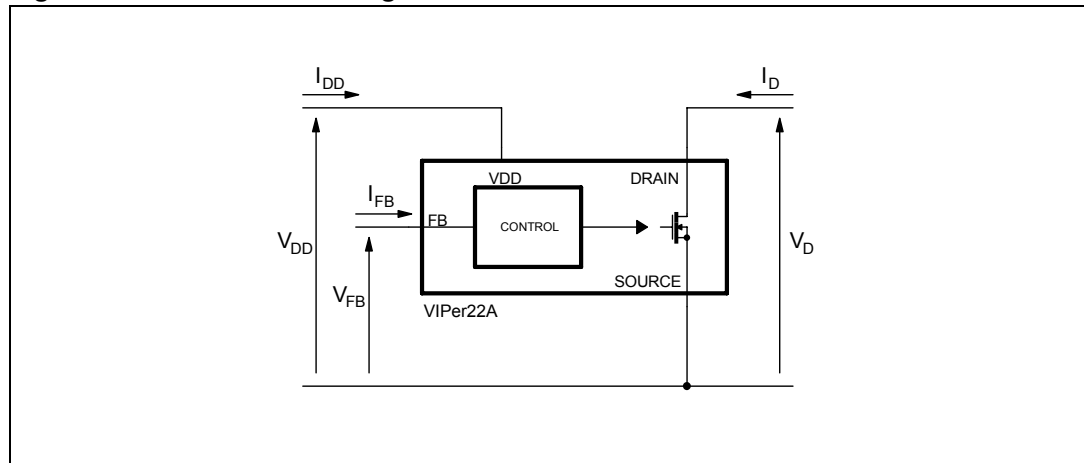 I_DD
I_D
VDD
DRAIN
I_FB
FB
CONTROL
V_DD
V_D
SOURCE
V_FB
VIPer22A